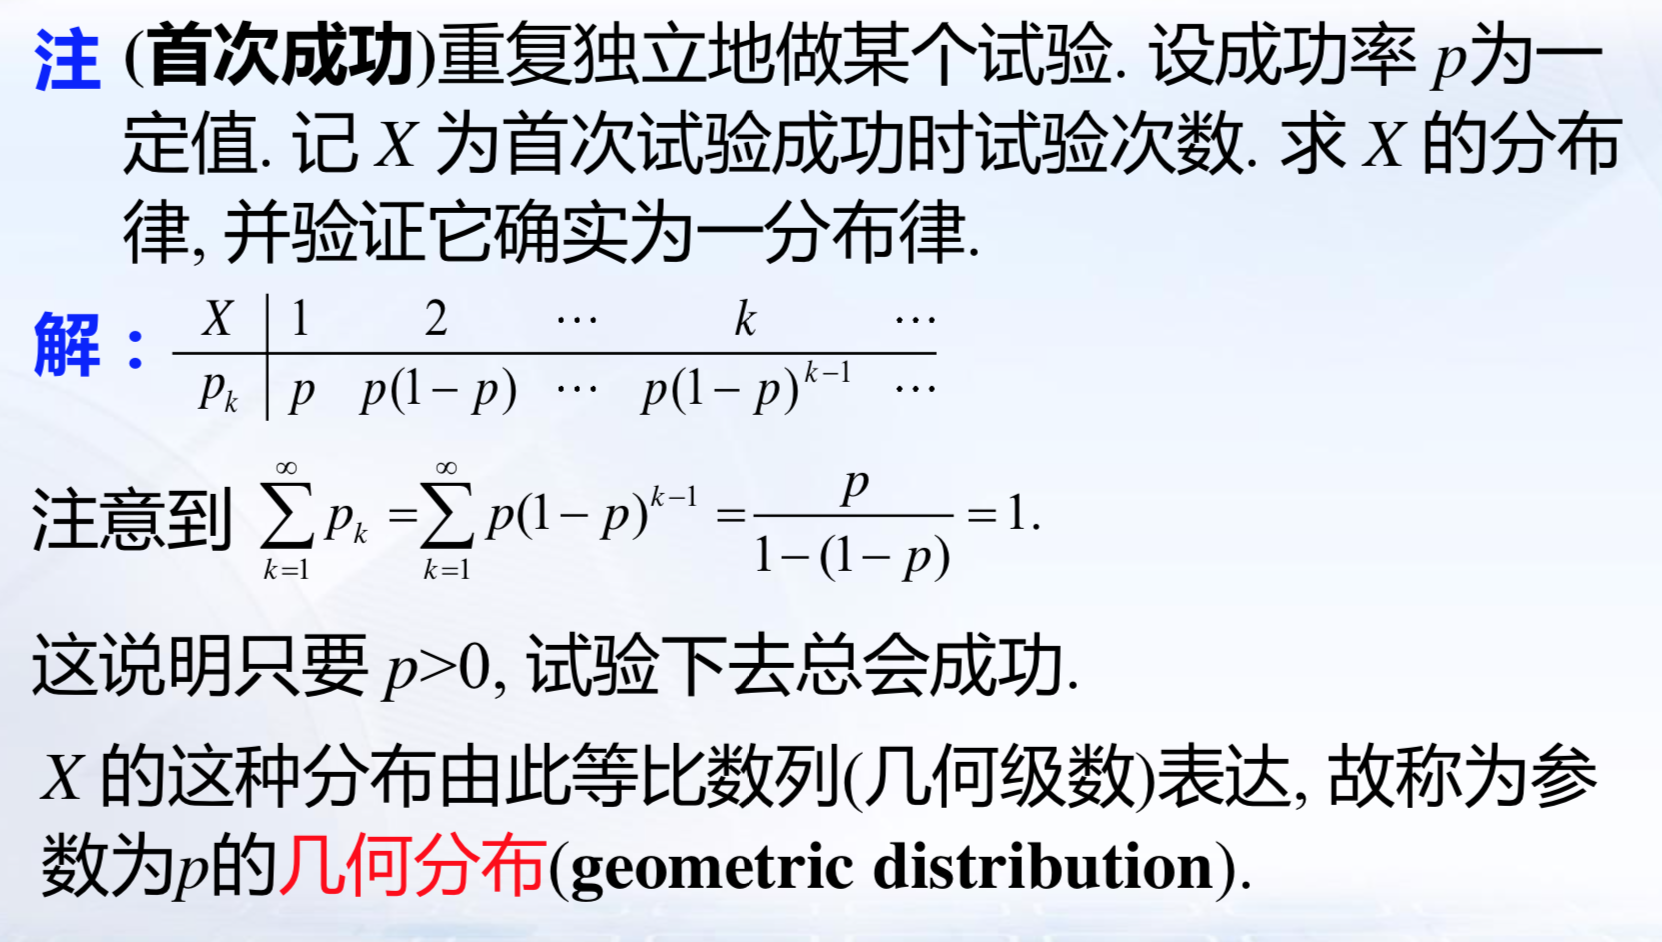 注 (首次成功)重复独立地做某个试验. 设成功率 p为一
定值. 记 X 为首次试验成功时试验次数. 求 X 的分布
律, 并验证它确实为一分布律.
解：
X | 1 2 ⋯ k ⋯
p_k | p p(1−p) ⋯ p(1−p)^{k−1} ⋯
注意到 \sum_{k=1}^{∞} p_k = \sum_{k=1}^{∞} p(1−p)^{k−1} = \frac{p}{1−(1−p)} = 1.
这说明只要 p>0, 试验下去总会成功.
X 的这种分布由此等比数列(几何级数)表达, 故称为参
数为p的几何分布(geometric distribution).